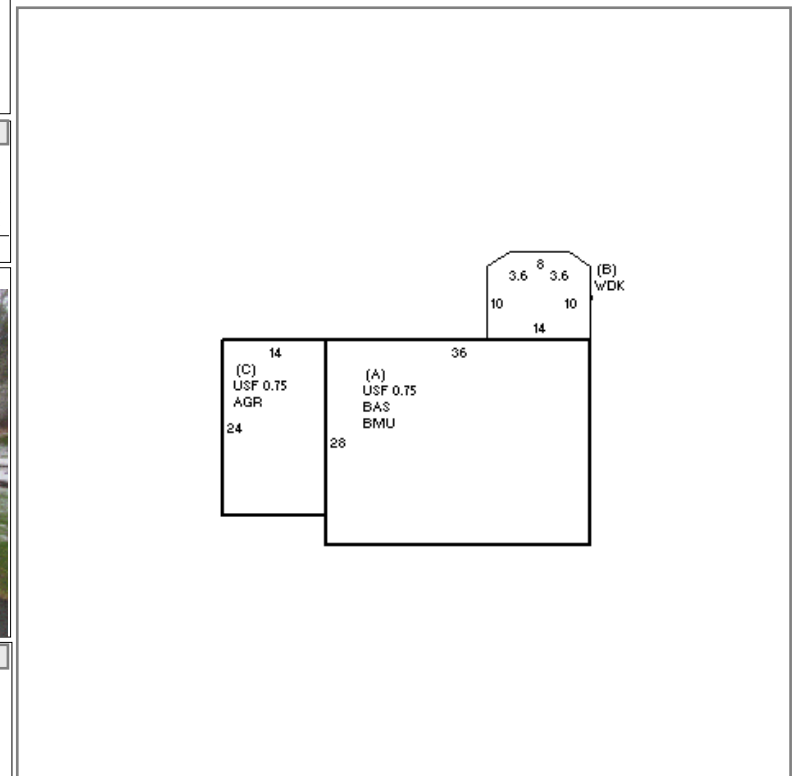 8
3.6 3.6
(B)
WDK
10 10
14
14
36
(C)
USF 0.75
AGR
24
(A)
USF 0.75
BAS
BMU
28